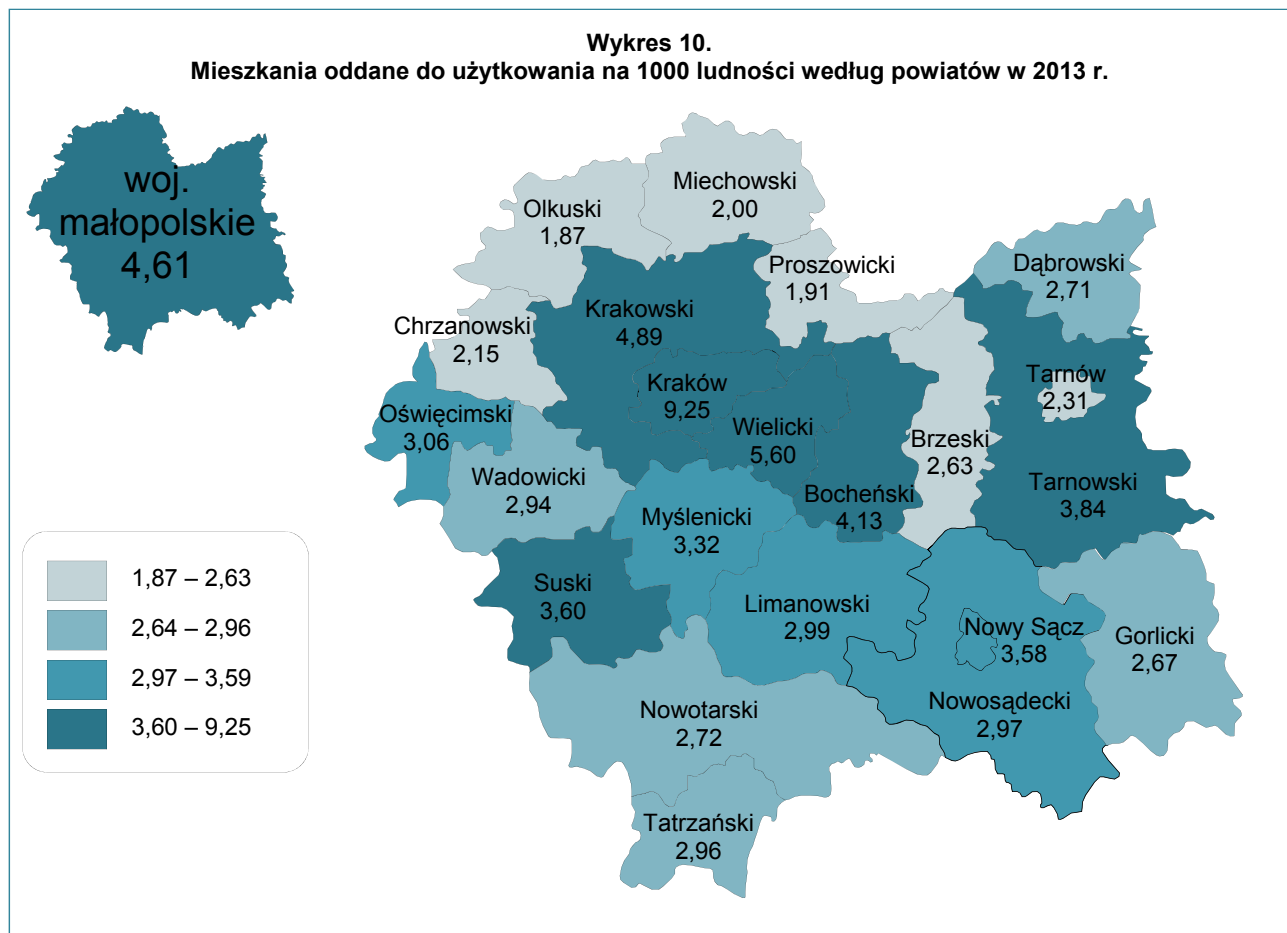 Wykres 10.
Mieszkania oddane do użytkowania na 1000 ludności według powiatów w 2013 r.
woj.
małopolskie
4,61
Miechowski
2,00
Olkuski
1,87
Proszowicki
1,91
Dąbrowski
2,71
Krakowski
4,89
Chrzanowski
2,15
Kraków
9,25
Tarnów
2,31
Oświęcimski
3,06
Wielicki
5,60
Brzeski
2,63
Wadowicki
2,94
Bocheński
4,13
Tarnowski
3,84
Myślenicki
3,32
Suski
3,60
Limanowski
2,99
Nowy Sącz
3,58
Gorlicki
2,67
Nowosądecki
2,97
Nowotarski
2,72
Tatrzański
2,96
1,87 – 2,63
2,64 – 2,96
2,97 – 3,59
3,60 – 9,25